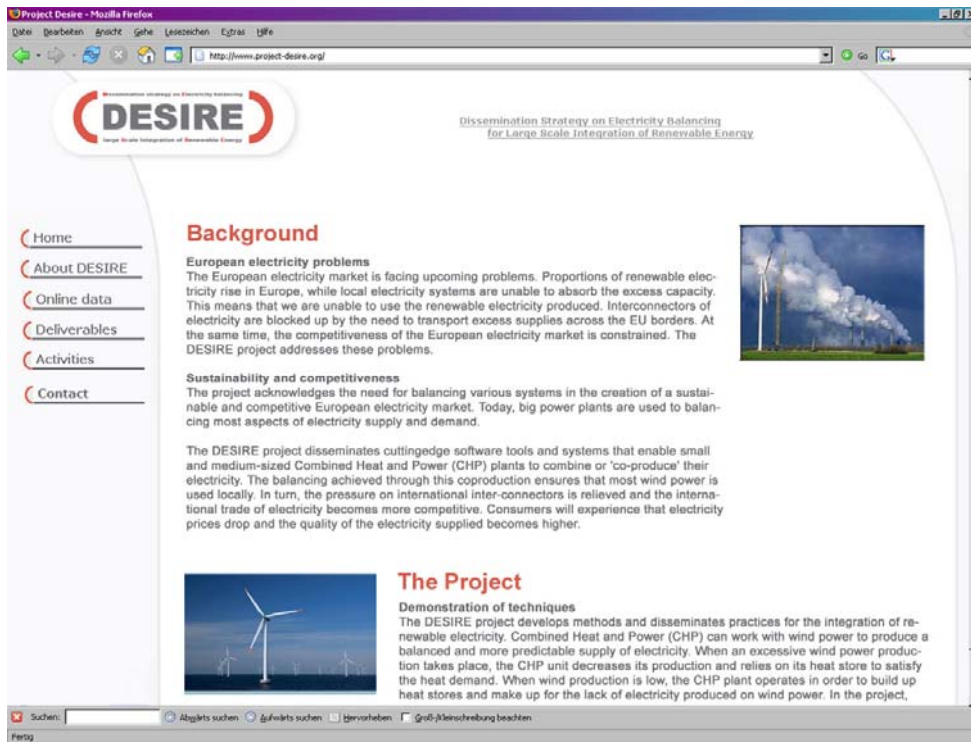 Project Desire - Mozilla Firefox
Datei Bearbeiten Ansicht Gehe Lesezeichen Extras Hilfe
http://www.project-desire.org/ Go
Dissemination strategy on Electricity balancing
DESIRE
large Scale Integration of Renewable Energy
Dissemination Strategy on Electricity Balancing
for Large Scale Integration of Renewable Energy
Home
About DESIRE
Online data
Deliverables
Activities
Contact
Background
European electricity problems
The European electricity market is facing upcoming problems. Proportions of renewable elec-
tricity rise in Europe, while local electricity systems are unable to absorb the excess capacity.
This means that we are unable to use the renewable electricity produced. Interconnectors of
electricity are blocked up by the need to transport excess supplies across the EU borders. At
the same time, the competitiveness of the European electricity market is constrained. The
DESIRE project addresses these problems.
Sustainability and competitiveness
The project acknowledges the need for balancing various systems in the creation of a sustai-
nable and competitive European electricity market. Today, big power plants are used to balan-
cing most aspects of electricity supply and demand.
The DESIRE project disseminates cuttingedge software tools and systems that enable small
and medium-sized Combined Heat and Power (CHP) plants to combine or 'co-produce' their
electricity. The balancing achieved through this coproduction ensures that most wind power is
used locally. In turn, the pressure on international inter-connectors is relieved and the interna-
tional trade of electricity becomes more competitive. Consumers will experience that electricity
prices drop and the quality of the electricity supplied becomes higher.
The Project
Demonstration of techniques
The DESIRE project develops methods and disseminates practices for the integration of re-
newable electricity. Combined Heat and Power (CHP) can work with wind power to produce a
balanced and more predictable supply of electricity. When an excessive wind power produc-
tion takes place, the CHP unit decreases its production and relies on its heat store to satisfy
the heat demand. When wind production is low, the CHP plant operates in order to build up
heat stores and make up for the lack of electricity produced on wind power. In the project,
Suchen: Abwärts suchen Aufwärts suchen Hervorheben Groß-/Kleinschreibung beachten
Fertig